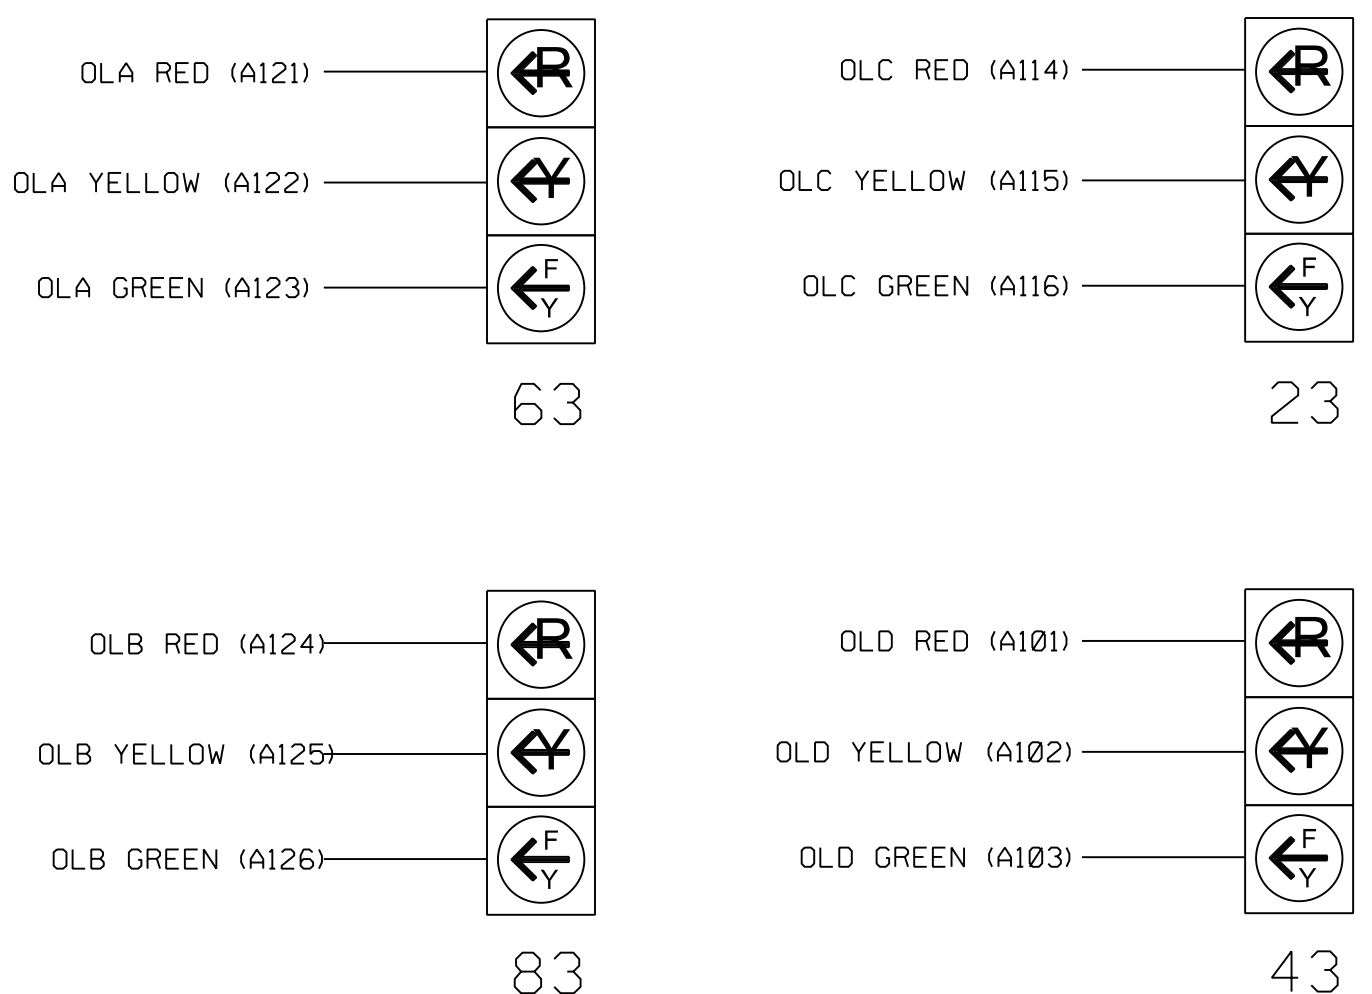 OLA RED (A121) R
OLA YELLOW (A122) Y
OLA GREEN (A123) F Y
63
OLC RED (A114) R
OLC YELLOW (A115) Y
OLC GREEN (A116) F Y
23
OLB RED (A124) R
OLB YELLOW (A125) Y
OLB GREEN (A126) F Y
83
OLD RED (A101) R
OLD YELLOW (A102) Y
OLD GREEN (A103) F Y
43